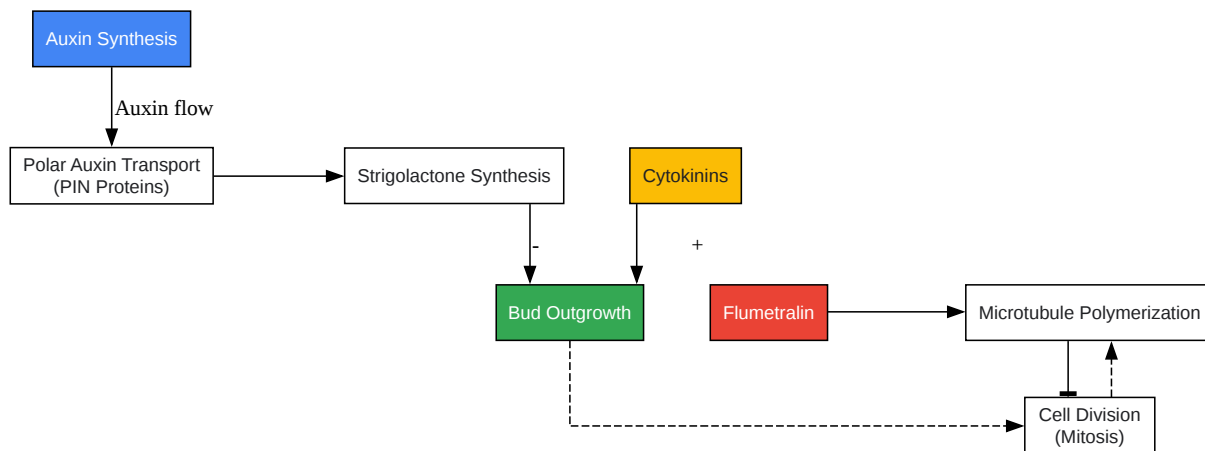 Auxin Synthesis
Auxin flow
Polar Auxin Transport
(PIN Proteins)
Strigolactone Synthesis
Cytokinins
-
+
Bud Outgrowth
Flumetralin
Microtubule Polymerization
Cell Division
(Mitosis)